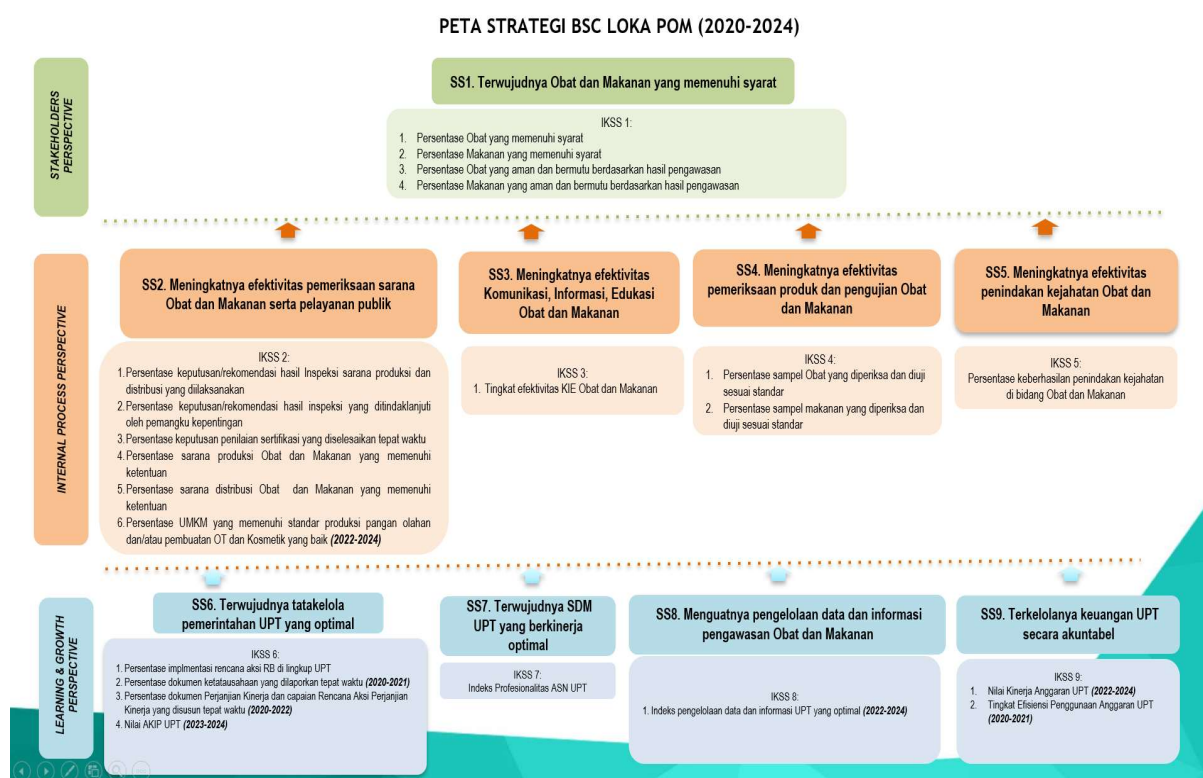 PETA STRATEGI BSC LOKA POM (2020-2024)
STAKEHOLDERS
PERSPECTIVE
SS1. Terwujudnya Obat dan Makanan yang memenuhi syarat
IKSS 1:
1. Persentase Obat yang memenuhi syarat
2. Persentase Makanan yang memenuhi syarat
3. Persentase Obat yang aman dan bermutu berdasarkan hasil pengawasan
4. Persentase Makanan yang aman dan bermutu berdasarkan hasil pengawasan
INTERNAL PROCESS PERSPECTIVE
SS2. Meningkatnya efektivitas pemeriksaan sarana
Obat dan Makanan serta pelayanan publik
IKSS 2:
1. Persentase keputusan/rekomendasi hasil Inspeksi sarana produksi dan
distribusi yang diilaksanakan
2. Persentase keputusan/rekomendasi hasil inspeksi yang ditindaklanjuti
oleh pemangku kepentingan
3. Persentase keputusan penilaian sertifikasi yang diselesaikan tepat waktu
4. Persentase sarana produksi Obat dan Makanan yang memenuhi
ketentuan
5. Persentase sarana distribusi Obat dan Makanan yang memenuhi
ketentuan
6. Persentase UMKM yang memenuhi standar produksi pangan olahan
dan/atau pembuatan OT dan Kosmetik yang baik (2022-2024)
SS3. Meningkatnya efektivitas
Komunikasi, Informasi, Edukasi
Obat dan Makanan
IKSS 3:
1. Tingkat efektivitas KIE Obat dan Makanan
SS4. Meningkatnya efektivitas
pemeriksaan produk dan pengujian Obat
dan Makanan
IKSS 4:
1. Persentase sampel Obat yang diperiksa dan diuji
sesuai standar
2. Persentase sampel makanan yang diperiksa dan
diuji sesuai standar
SS5. Meningkatnya efektivitas
penindakan kejahatan Obat dan
Makanan
IKSS 5:
Persentase keberhasilan penindakan kejahatan
di bidang Obat dan Makanan
LEARNING & GROWTH
PERSPECTIVE
SS6. Terwujudnya tatakelola
pemerintahan UPT yang optimal
IKSS 6:
1. Persentase implmentasi rencana aksi RB di lingkup UPT
2. Persentase dokumen ketatausahaan yang dilaporkan tepat waktu (2020-2021)
3. Persentase dokumen Perjanjian Kinerja dan capaian Rencana Aksi Perjanjian
Kinerja yang disusun tepat waktu (2020-2022)
4. Nilai AKIP UPT (2023-2024)
SS7. Terwujudnya SDM
UPT yang berkinerja
optimal
IKSS 7:
Indeks Profesionalitas ASN UPT
SS8. Menguatnya pengelolaan data dan informasi
pengawasan Obat dan Makanan
IKSS 8:
1. Indeks pengelolaan data dan informasi UPT yang optimal (2022-2024)
SS9. Terkelolanya keuangan UPT
secara akuntabel
IKSS 9:
1. Nilai Kinerja Anggaran UPT (2022-2024)
2. Tingkat Efisiensi Penggunaan Anggaran UPT
(2020-2021)